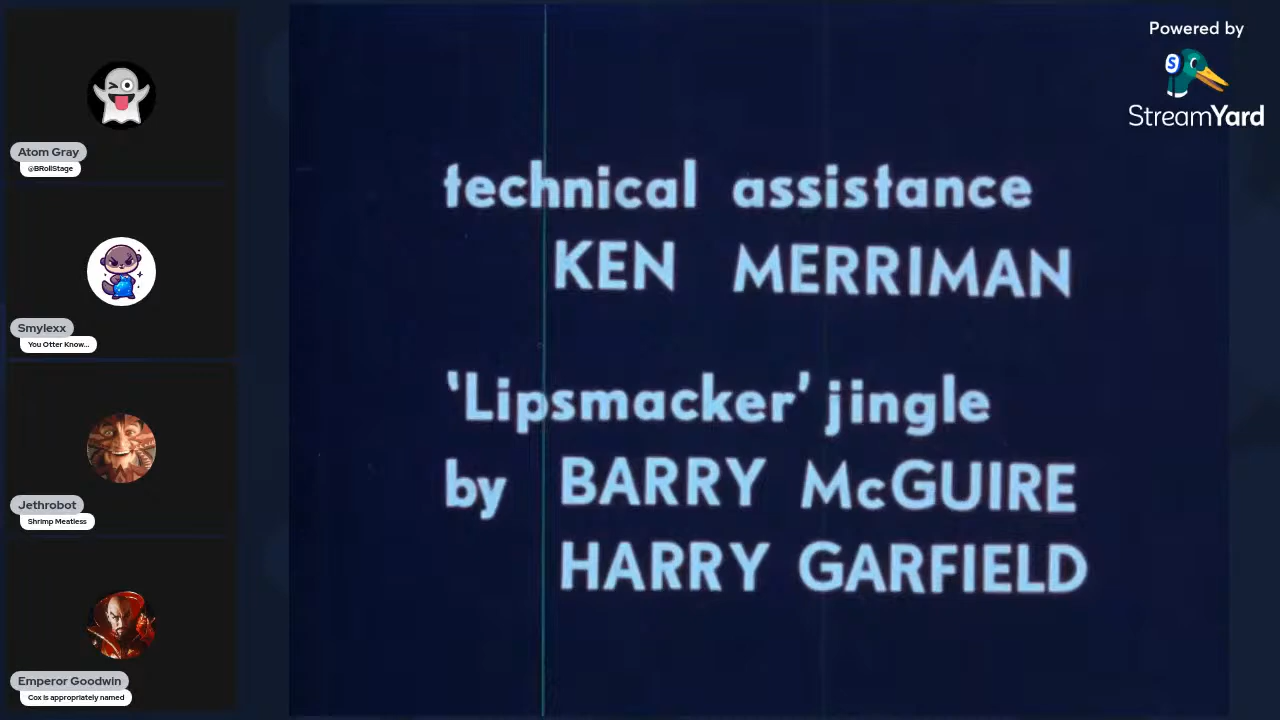 Atom Gray
@BRollStage
Smylexx
You Otter Know...
Jethrobot
Shrimp Meatless
Emperor Goodwin
Cox is appropriately named
technical assistance
KEN MERRIMAN
'Lipsmacker' jingle
by BARRY McGUIRE
HARRY GARFIELD
Powered by
S
StreamYard